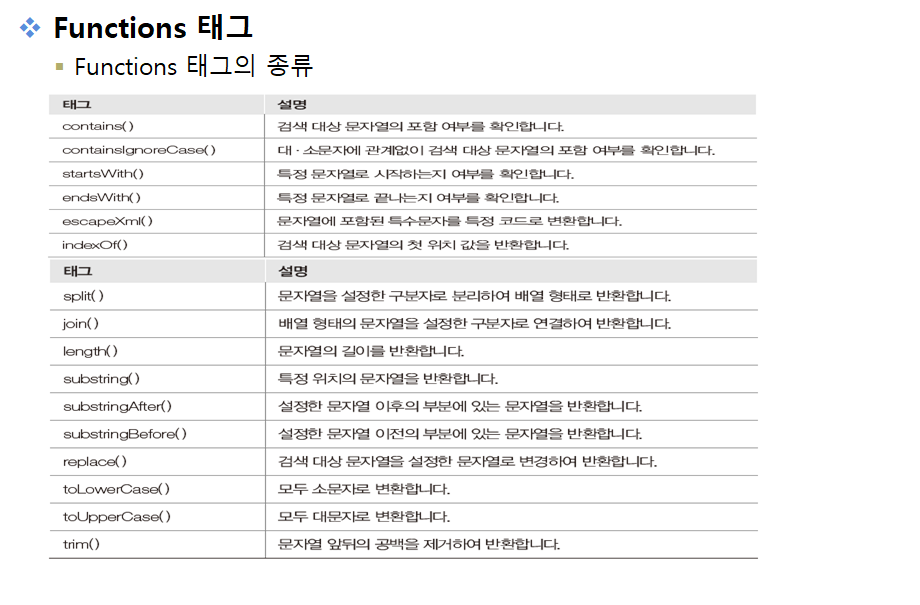 Functions 태그
Functions 태그의 종류
태그 설명
contains() 검색 대상 문자열의 포함 여부를 확인합니다.
containsIgnoreCase() 대·소문자에 관계없이 검색 대상 문자열의 포함 여부를 확인합니다.
startsWith() 특정 문자열로 시작하는지 여부를 확인합니다.
endsWith() 특정 문자열로 끝나는지 여부를 확인합니다.
escapeXml() 문자열에 포함된 특수문자를 특정 코드로 변환합니다.
indexOf() 검색 대상 문자열의 첫 위치 값을 반환합니다.
태그 설명
split() 문자열을 설정한 구분자로 분리하여 배열 형태로 반환합니다.
join() 배열 형태의 문자열을 설정한 구분자로 연결하여 반환합니다.
length() 문자열의 길이를 반환합니다.
substring() 특정 위치의 문자열을 반환합니다.
substringAfter() 설정한 문자열 이후의 부분에 있는 문자열을 반환합니다.
substringBefore() 설정한 문자열 이전의 부분에 있는 문자열을 반환합니다.
replace() 검색 대상 문자열을 설정한 문자열로 변경하여 반환합니다.
toLowerCase() 모두 소문자로 변환합니다.
toUpperCase() 모두 대문자로 변환합니다.
trim() 문자열 앞뒤의 공백을 제거하여 반환합니다.